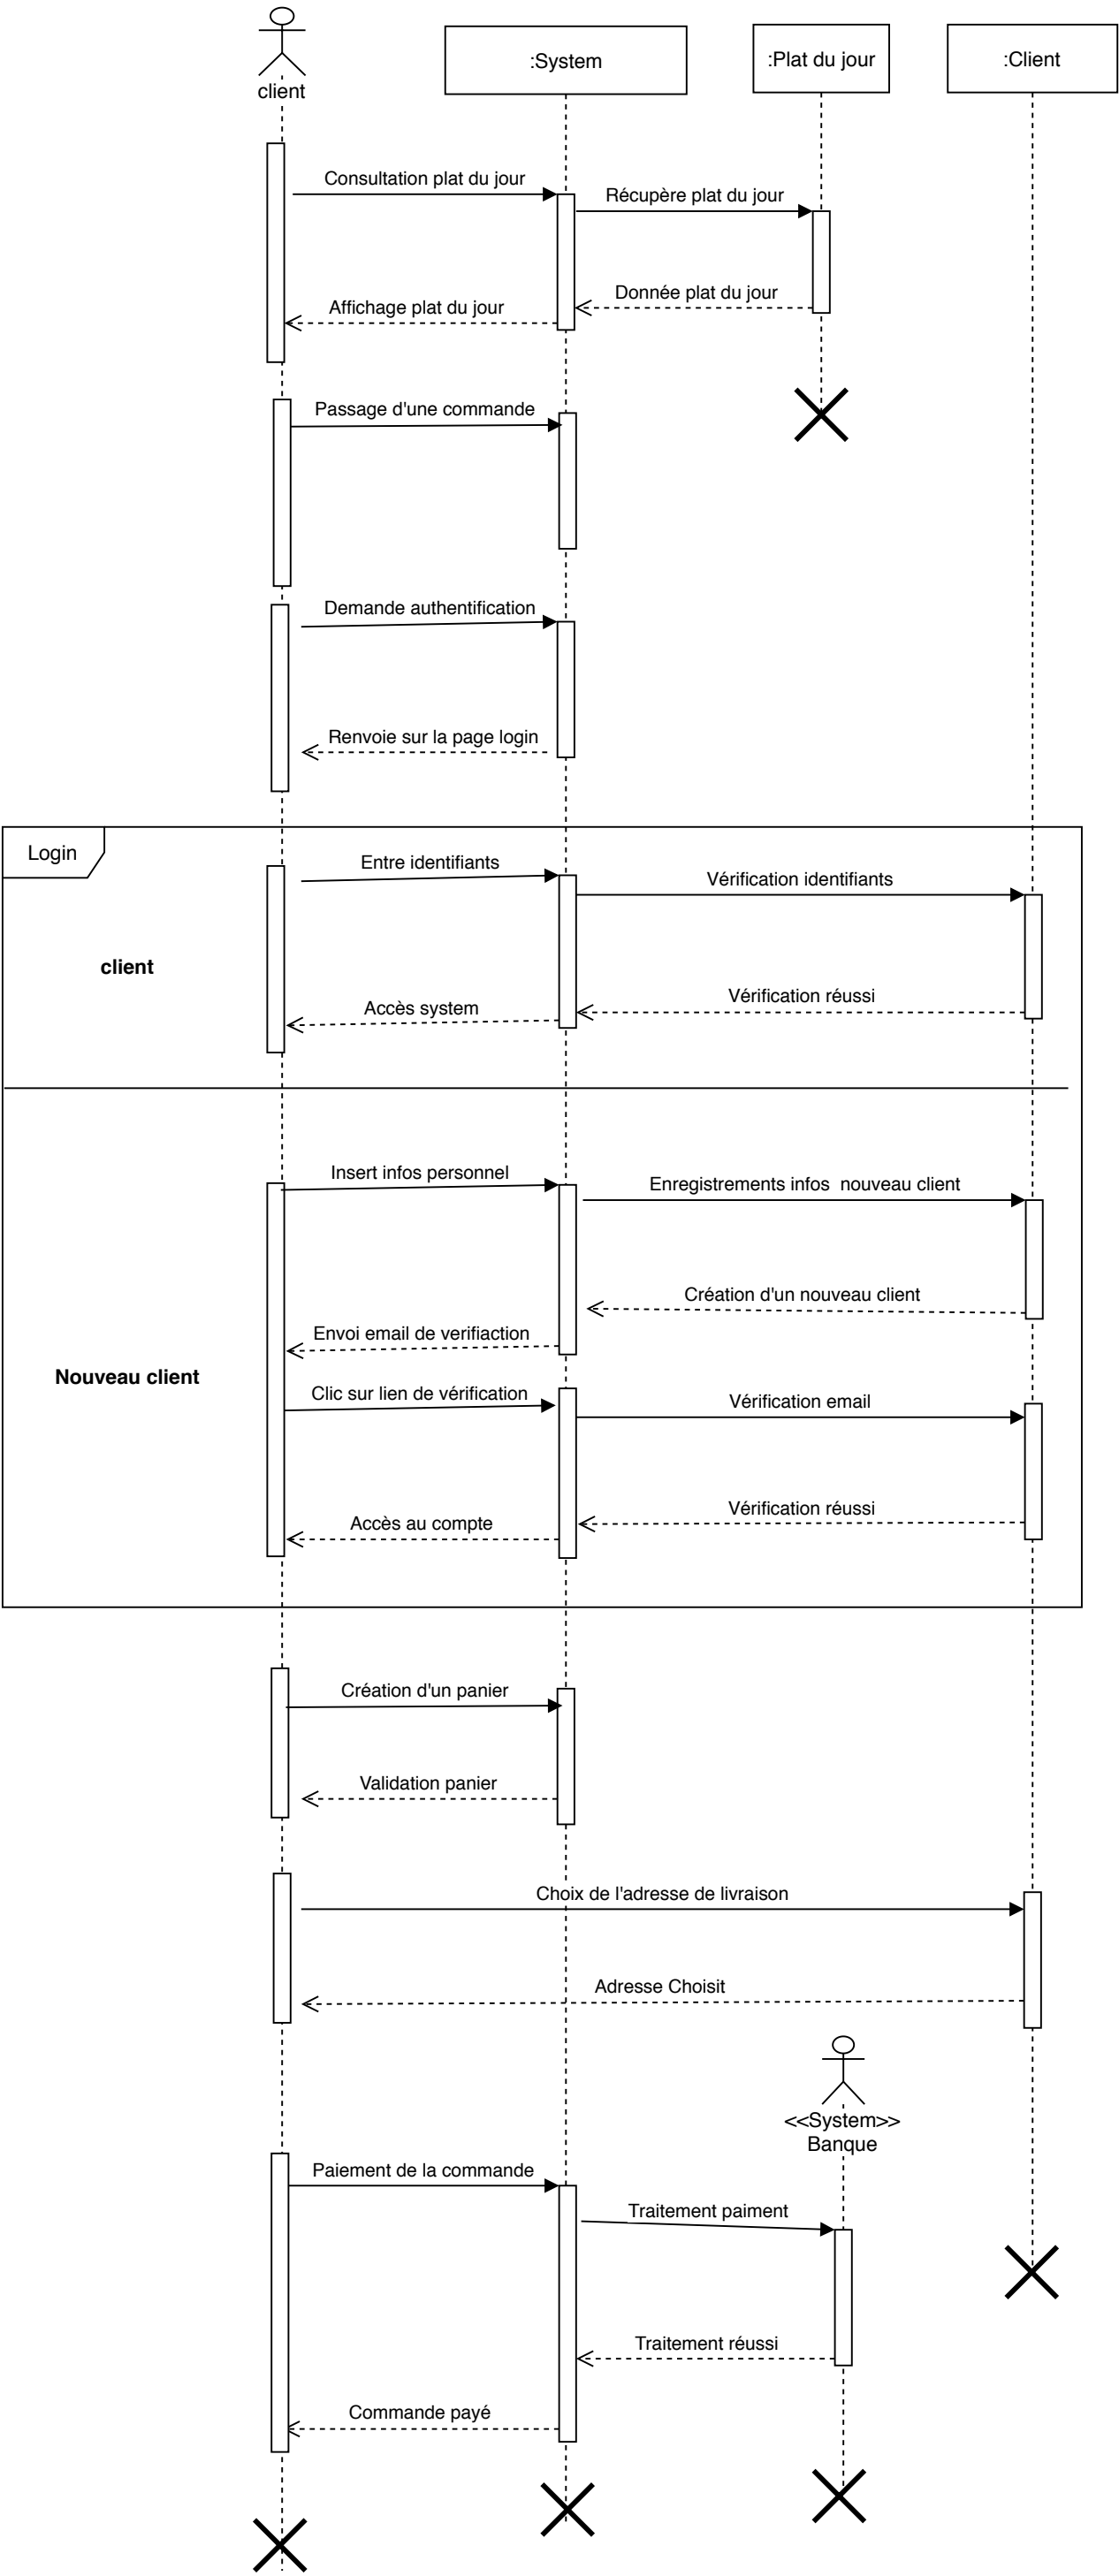 client
:System
:Plat du jour
:Client
Consultation plat du jour
Récupère plat du jour
Donnée plat du jour
Affichage plat du jour
Passage d'une commande
Demande authentification
Renvoie sur la page login
Login
Entre identifiants
Vérification identifiants
client
Vérification réussi
Accès system
Insert infos personnel
Enregistrements infos  nouveau client
Création d'un nouveau client
Envoi email de verifiaction
Nouveau client
Clic sur lien de vérification
Vérification email
Vérification réussi
Accès au compte
Création d'un panier
Validation panier
Choix de l'adresse de livraison
Adresse Choisit
<<System>>
Banque
Paiement de la commande
Traitement paiment
Traitement réussi
Commande payé